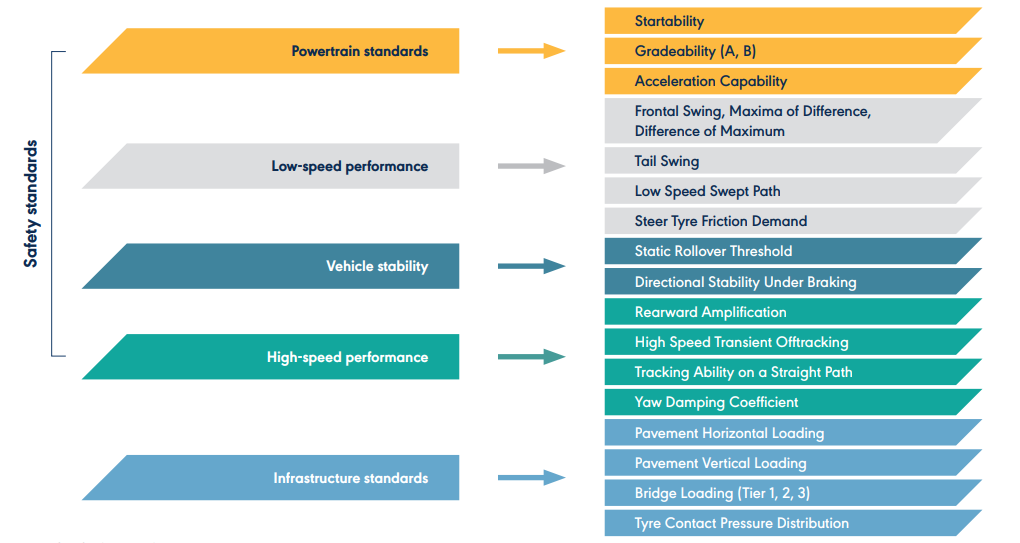 Safety standards
Powertrain standards
Startability
Gradeability (A, B)
Acceleration Capability
Low-speed performance
Frontal Swing, Maxima of Difference,
Difference of Maximum
Tail Swing
Low Speed Swept Path
Steer Tyre Friction Demand
Vehicle stability
Static Rollover Threshold
Directional Stability Under Braking
High-speed performance
Rearward Amplification
High Speed Transient Offtracking
Tracking Ability on a Straight Path
Yaw Damping Coefficient
Infrastructure standards
Pavement Horizontal Loading
Pavement Vertical Loading
Bridge Loading (Tier 1, 2, 3)
Tyre Contact Pressure Distribution